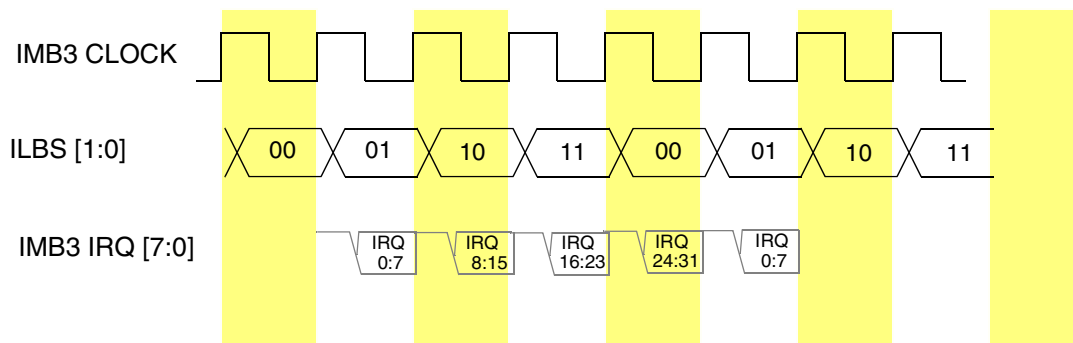 IMB3 CLOCK
ILBS [1:0]
00 01 10 11 00 01 10 11
IMB3 IRQ [7:0]
IRQ IRQ IRQ IRQ IRQ
0:7 8:15 16:23 24:31 0:7